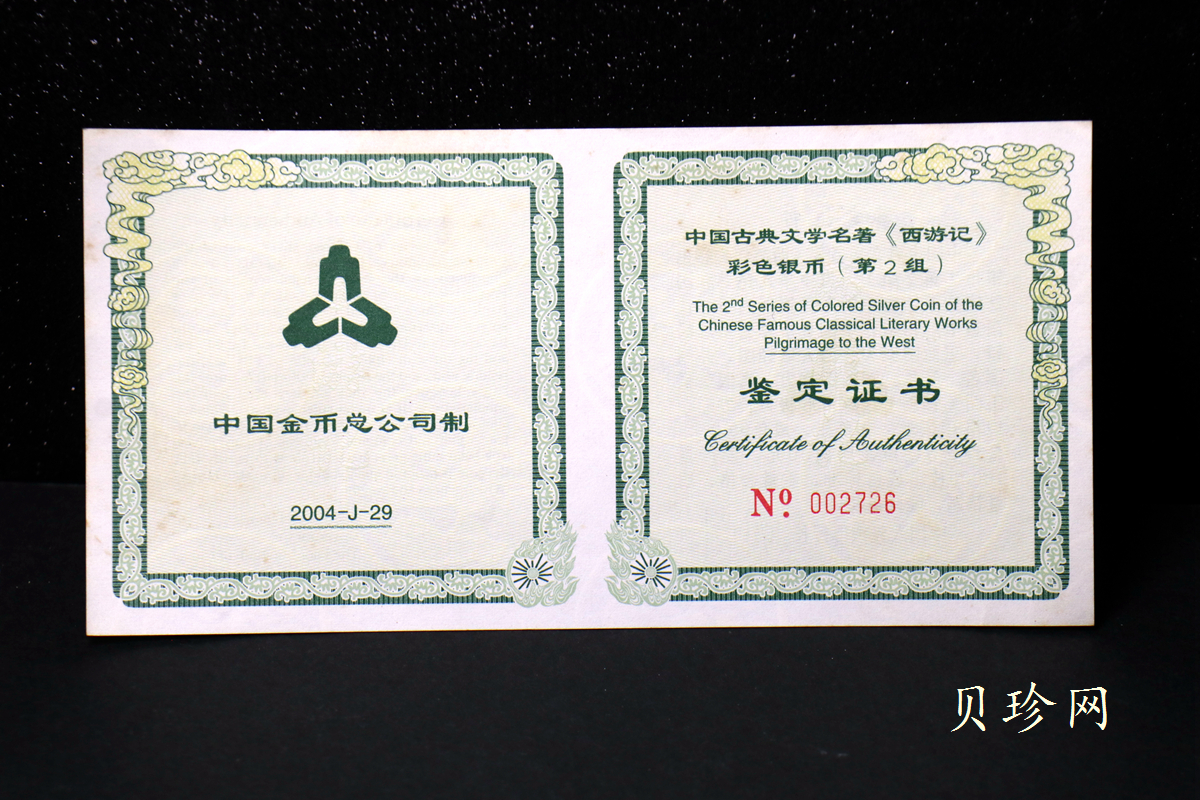 中国金币总公司制
2004-J-29
中国古典文学名著《西游记》
彩色银币（第2组）
The 2nd Series of Colored Silver Coin of the
Chinese Famous Classical Literary Works
Pilgrimage to the West
鉴定证书
Certificate of Authenticity
Nº. 002726
贝珍网